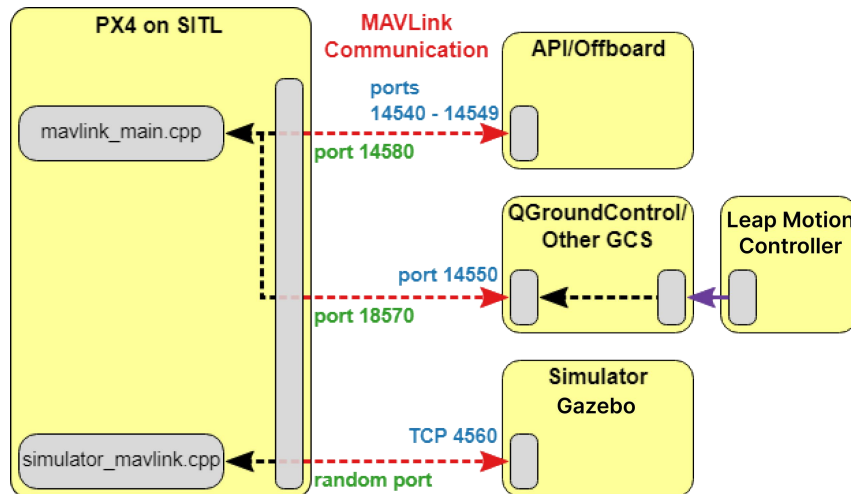 PX4 on SITL
MAVLink
Communication
API/Offboard
ports
14540 - 14549
mavlink_main.cpp
port 14580
QGroundControl/
Other GCS
Leap Motion
Controller
port 14550
port 18570
Simulator
Gazebo
TCP 4560
simulator_mavlink.cpp
random port